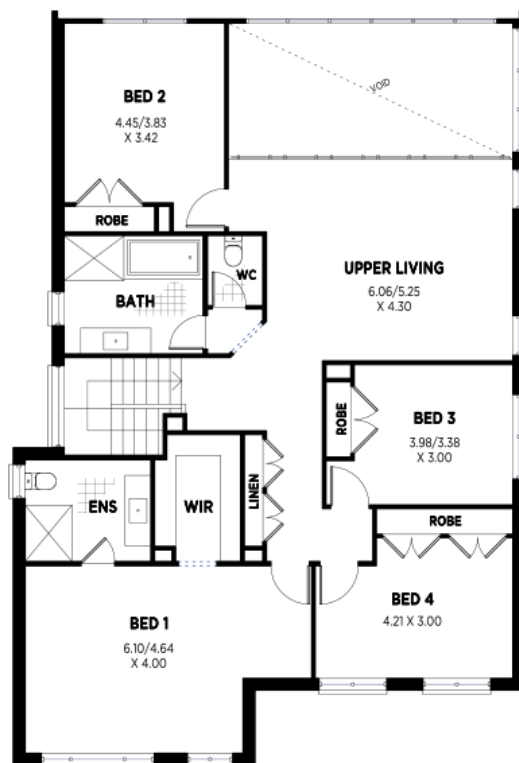 BED 2
4.45/3.83
X 3.42
VOID
ROBE
WC
BATH
UPPER LIVING
6.06/5.25
X 4.30
ROBE
BED 3
3.98/3.38
X 3.00
ENS
WIR
LINEN
ROBE
BED 1
6.10/4.64
X 4.00
BED 4
4.21 X 3.00